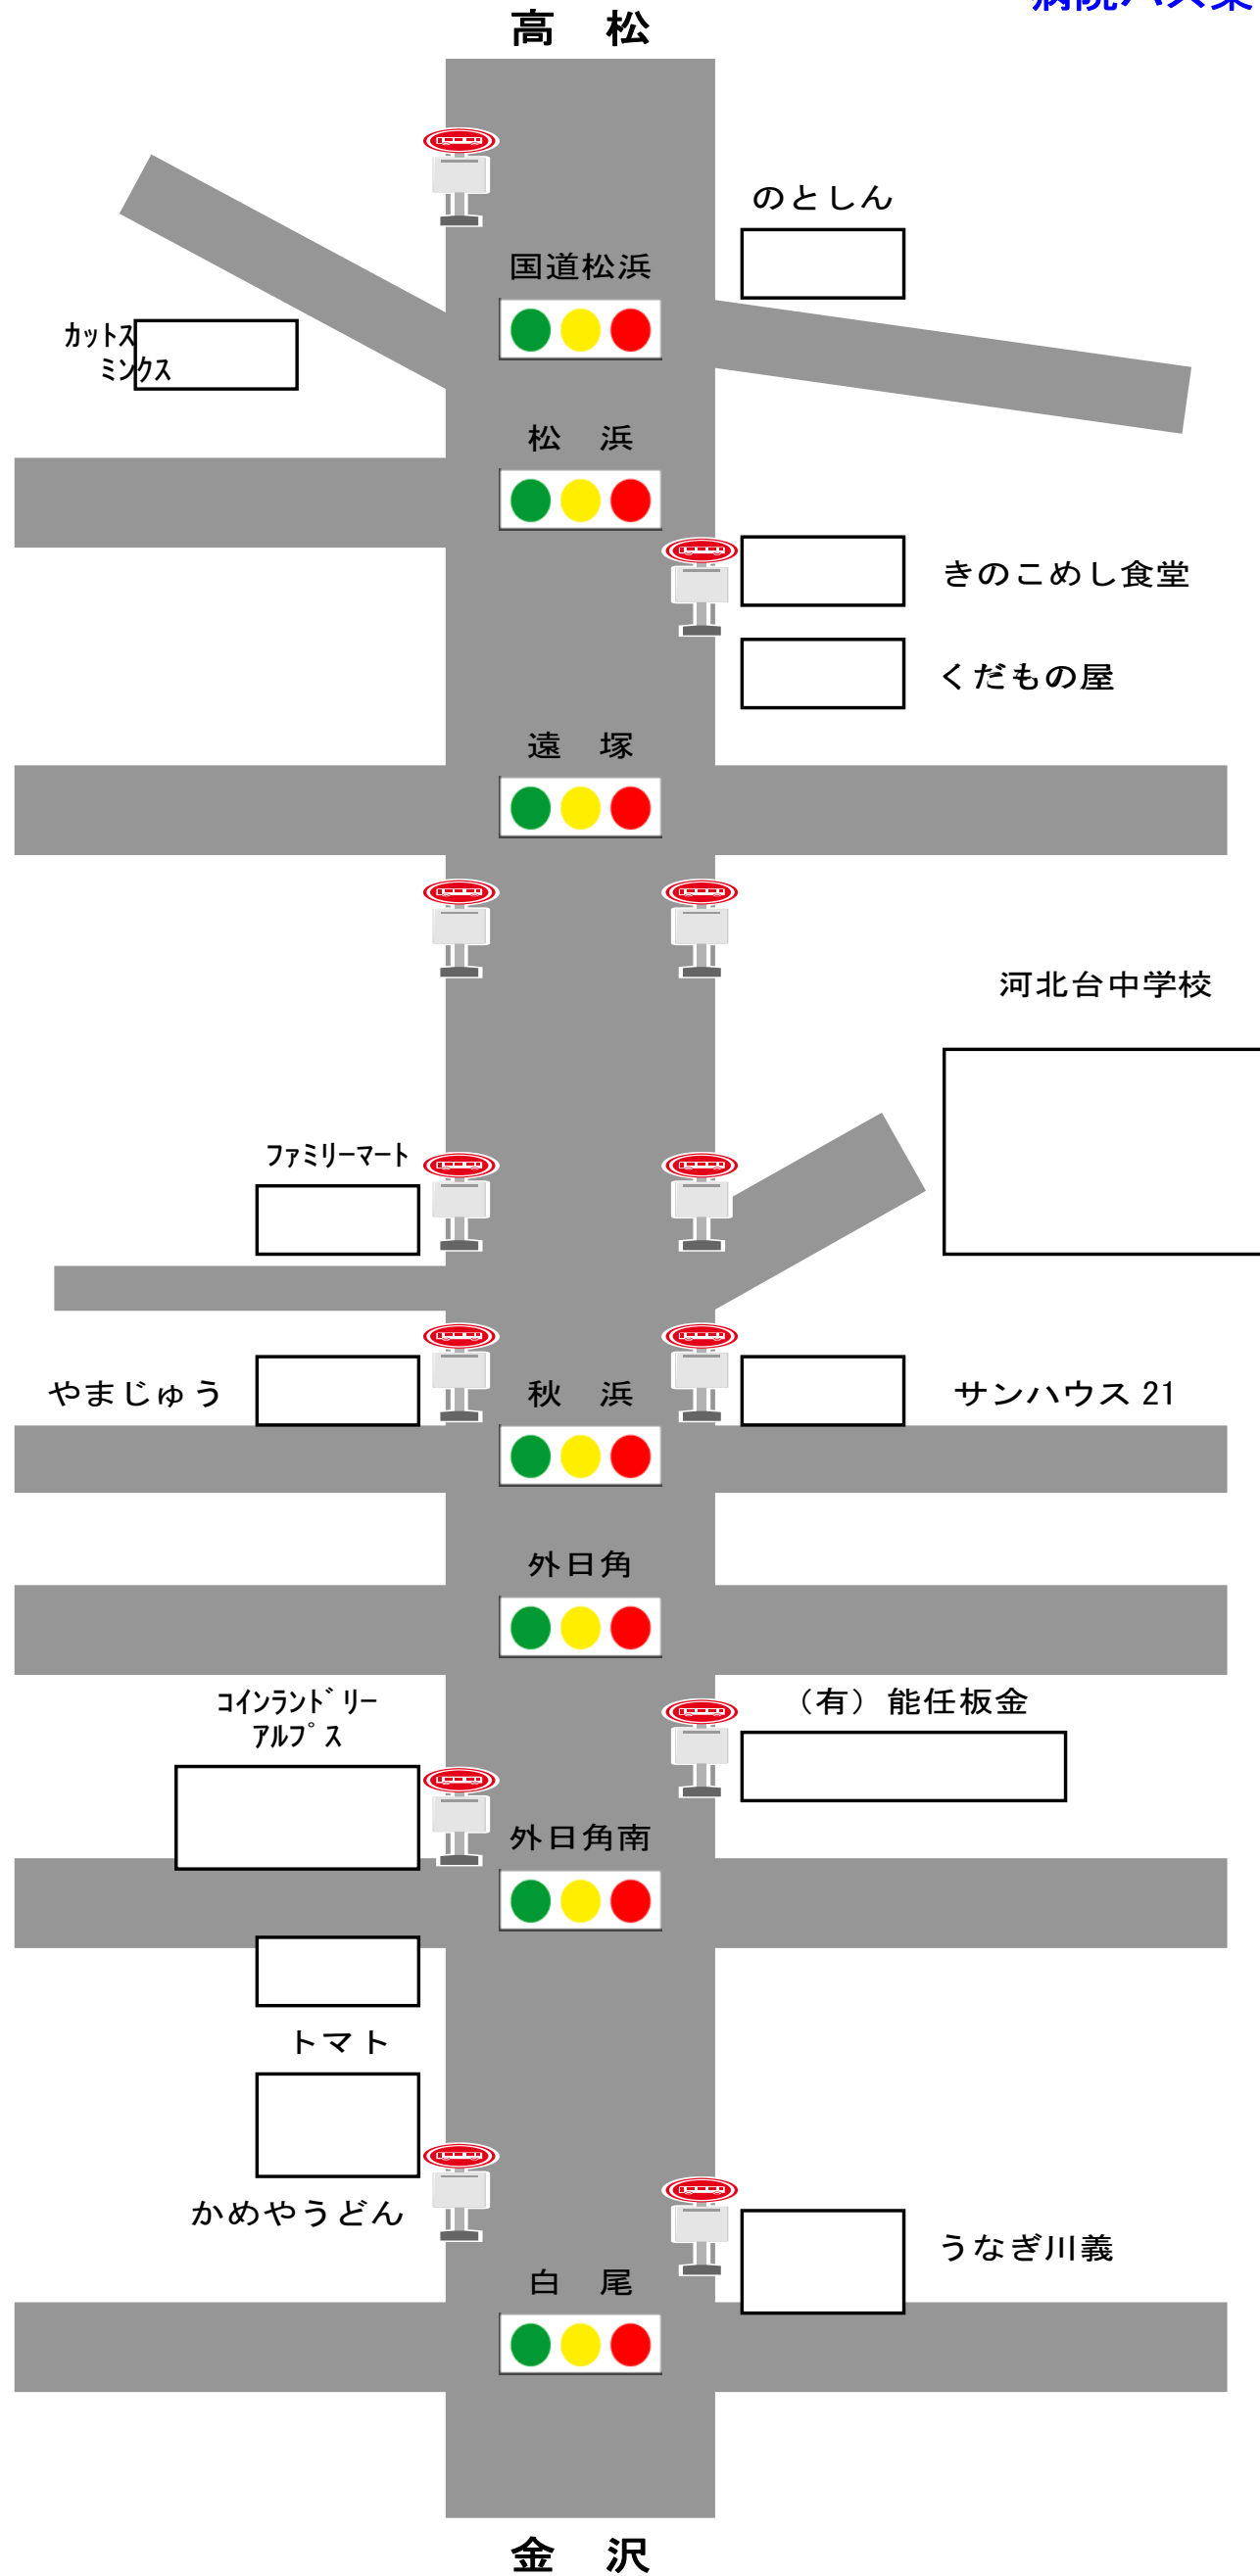 病院バス乗
高　松
のとしん
国道松浜
カットス
ミンクス
松　浜
きのこめし食堂
くだもの屋
遠　塚
河北台中学校
ファミリーマート
やまじゅう
秋　浜
サンハウス 21
外日角
コインランドリー
アルプス
（有）能任板金
外日角南
トマト
かめやうどん
うなぎ川義
白　尾
金　沢